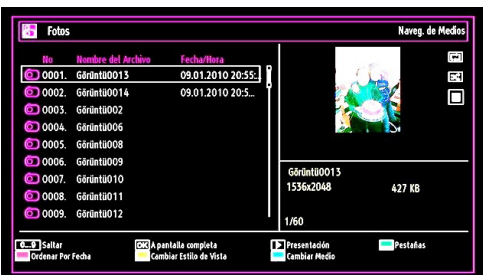 Fotos
Naveg. de Medios
No Nombre del Archivo Fecha/Hora
0001. Görüntü0013 09.01.2010 20:55:..
0002. Görüntü0014 09.01.2010 20:5...
0003. Görüntü002
0004. Görüntü006
0005. Görüntü008
0006. Görüntü009
0007. Görüntü010
0008. Görüntü011
0009. Görüntü012
Görüntü0013
1536x2048 427 KB
1/60
0...9 Saltar OK A pantalla completa Presentación Pestañas
Ordenar Por Fecha Cambiar Estilo de Vista Cambiar Medio